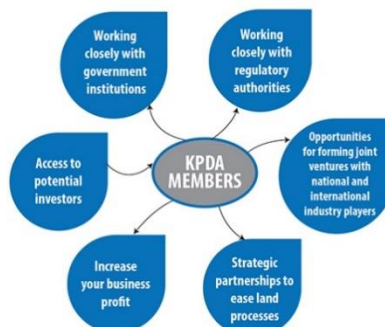 Working
closely with
government
institutions
Working
closely with
regulatory
authorities
Access to
potential
investors
KPDA
MEMBERS
Opportunities
for forming joint
ventures with
national and
international
industry players
Increase
your business
profit
Strategic
partnerships to
ease land
processes